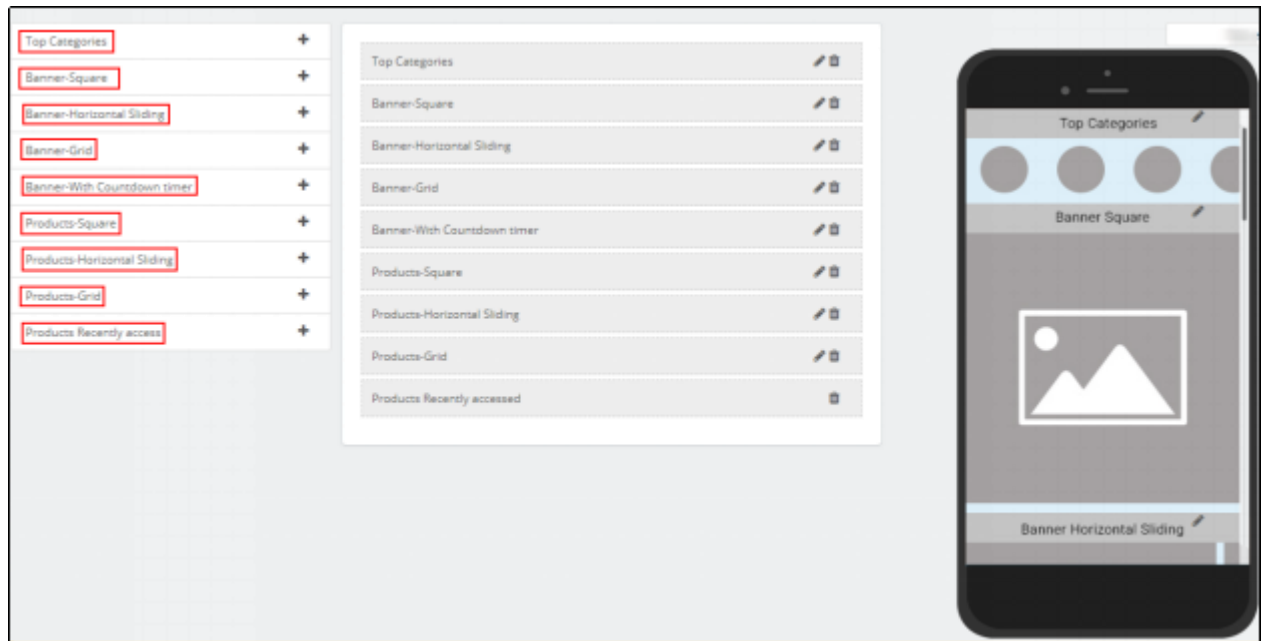 Top Categories
Banner-Square
Banner-Horizontal Sliding
Banner-Grid
Banner-With Countdown timer
Products-Square
Products-Horizontal Sliding
Products-Grid
Products Recently access
Top Categories
Banner-Square
Banner-Horizontal Sliding
Banner-Grid
Banner-With Countdown timer
Products-Square
Products-Horizontal Sliding
Products-Grid
Products Recently accessed
Top Categories
Banner Square
Banner Horizontal Sliding